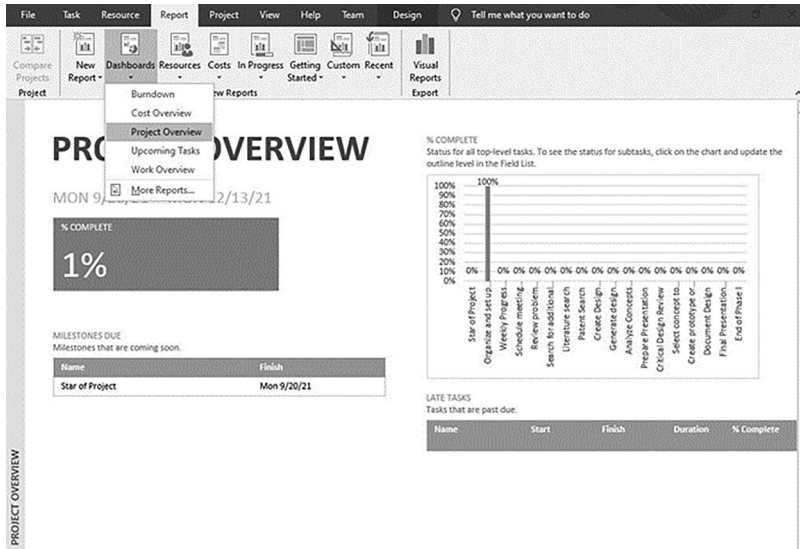 File Task Resource Report Project View Help Team Design Tell me what you want to do
Compare Projects
New Report
Dashboards
Resources
Costs
In Progress
Getting Started
Custom
Recent
Visual Reports
Project
ew Reports
Export
Burndown
Cost Overview
Project Overview
Upcoming Tasks
Work Overview
More Reports...
PRO OVERVIEW
MON 9/20/21 MON 12/13/21
% COMPLETE
1%
MILESTONES DUE
Milestones that are coming soon.
Name Finish
Star of Project Mon 9/20/21
% COMPLETE
Status for all top-level tasks. To see the status for subtasks, click on the chart and update the
outline level in the Field List.
100%
90%
80%
70%
60%
50%
40%
30%
20%
10%
0%
0% 100% 0% 0% 0% 0% 0% 0% 0% 0% 0% 0% 0% 0% 0% 0% 0% 0%
Star of Project
Organize and set up...
Weekly Progress...
Schedule meeting...
Review problem...
Search for additional...
Literature search
Patent Search
Create Design...
Generate design...
Analyze Concepts...
Prepare Presentation
Critical Design Review
Select concept to...
Create prototype or...
Document Design
Final Presentation...
End of Phase I
LATE TASKS
Tasks that are past due.
Name Start Finish Duration % Complete
PROJECT OVERVIEW